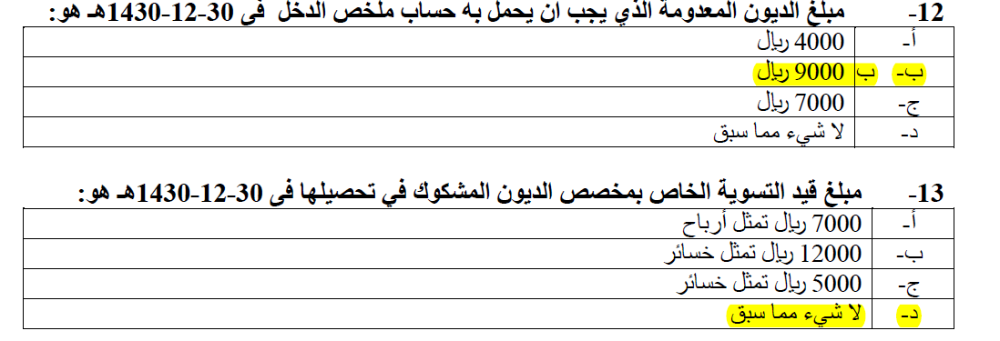 12- مبلغ الديون المعدومة الذي يجب ان يحمل به حساب ملخص الدخل فى 30-12-1430هـ هو:
أ- 4000 ريال
ب- ب 9000 ريال
ج- 7000 ريال
د- لا شيء مما سبق
13- مبلغ قيد التسوية الخاص بمخصص الديون المشكوك في تحصيلها فى 30-12-1430هـ هو:
أ- 7000 ريال تمثل أرباح
ب- 12000 ريال تمثل خسائر
ج- 5000 ريال تمثل خسائر
د- لا شيء مما سبق